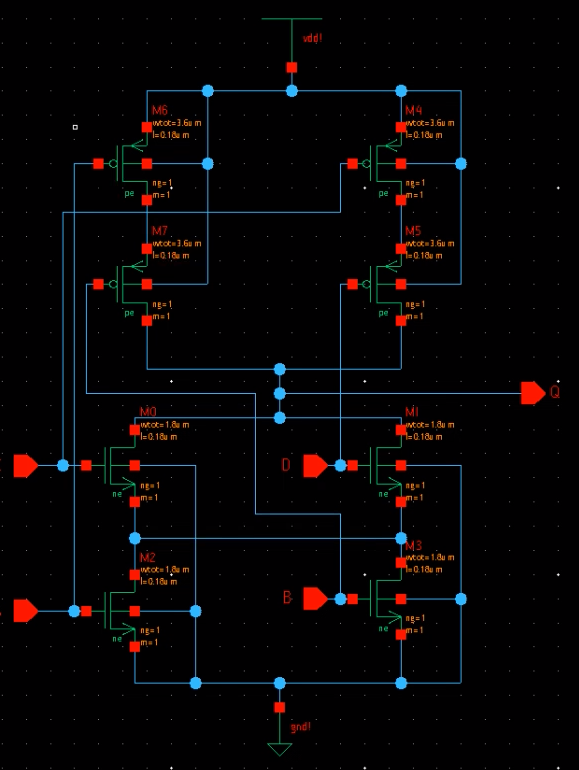 vdd!
M6
wtot=3.6u m
l=0.18u m
ng=1
m=1
pe
M4
wtot=3.6u m
l=0.18u m
ng=1
m=1
pe
M7
wtot=3.6u m
l=0.18u m
ng=1
m=1
pe
M5
wtot=3.6u m
l=0.18u m
ng=1
m=1
pe
Q
M0
wtot=1.8u m
l=0.18u m
ng=1
m=1
ne
M1
wtot=1.8u m
l=0.18u m
ng=1
m=1
ne
D
M2
wtot=1.8u m
l=0.18u m
ng=1
m=1
ne
M3
wtot=1.8u m
l=0.18u m
ng=1
m=1
ne
B
gnd!